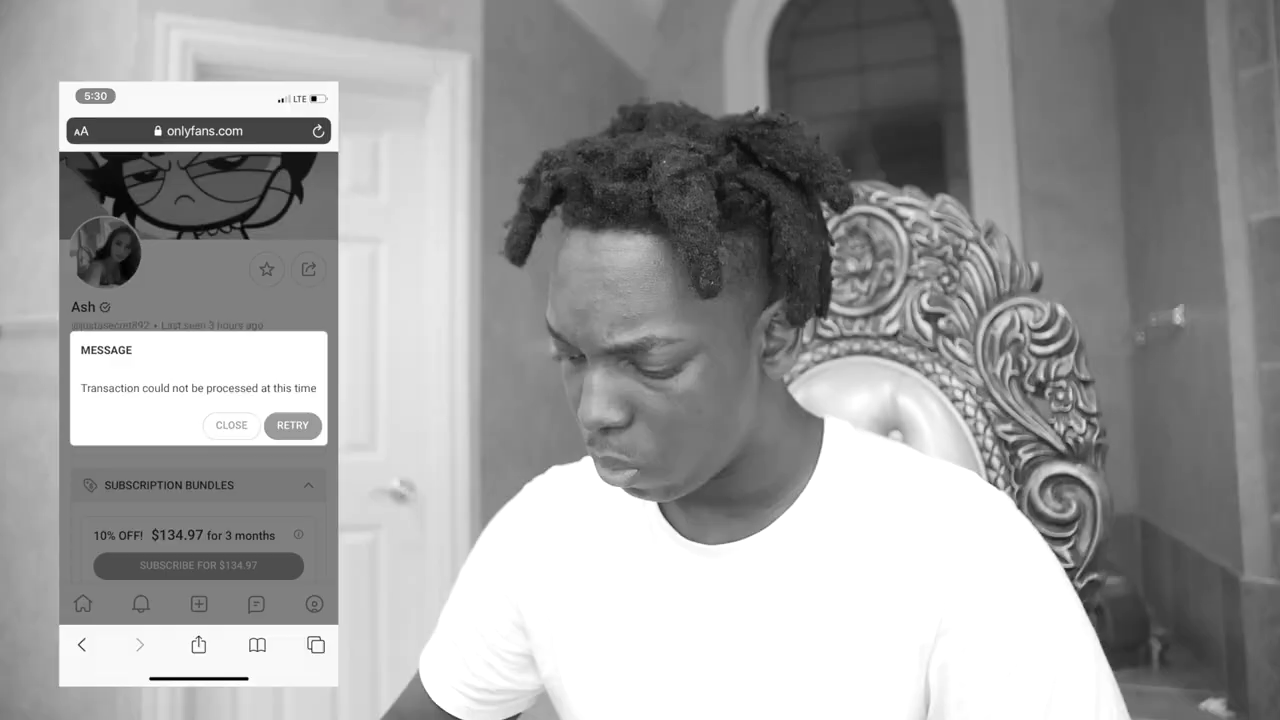 5:30
LTE
AA
onlyfans.com
Ash
@justasecret892 • Last seen 3 hours ago
MESSAGE
Transaction could not be processed at this time
CLOSE
RETRY
SUBSCRIPTION BUNDLES
10% OFF! $134.97 for 3 months
SUBSCRIBE FOR $134.97